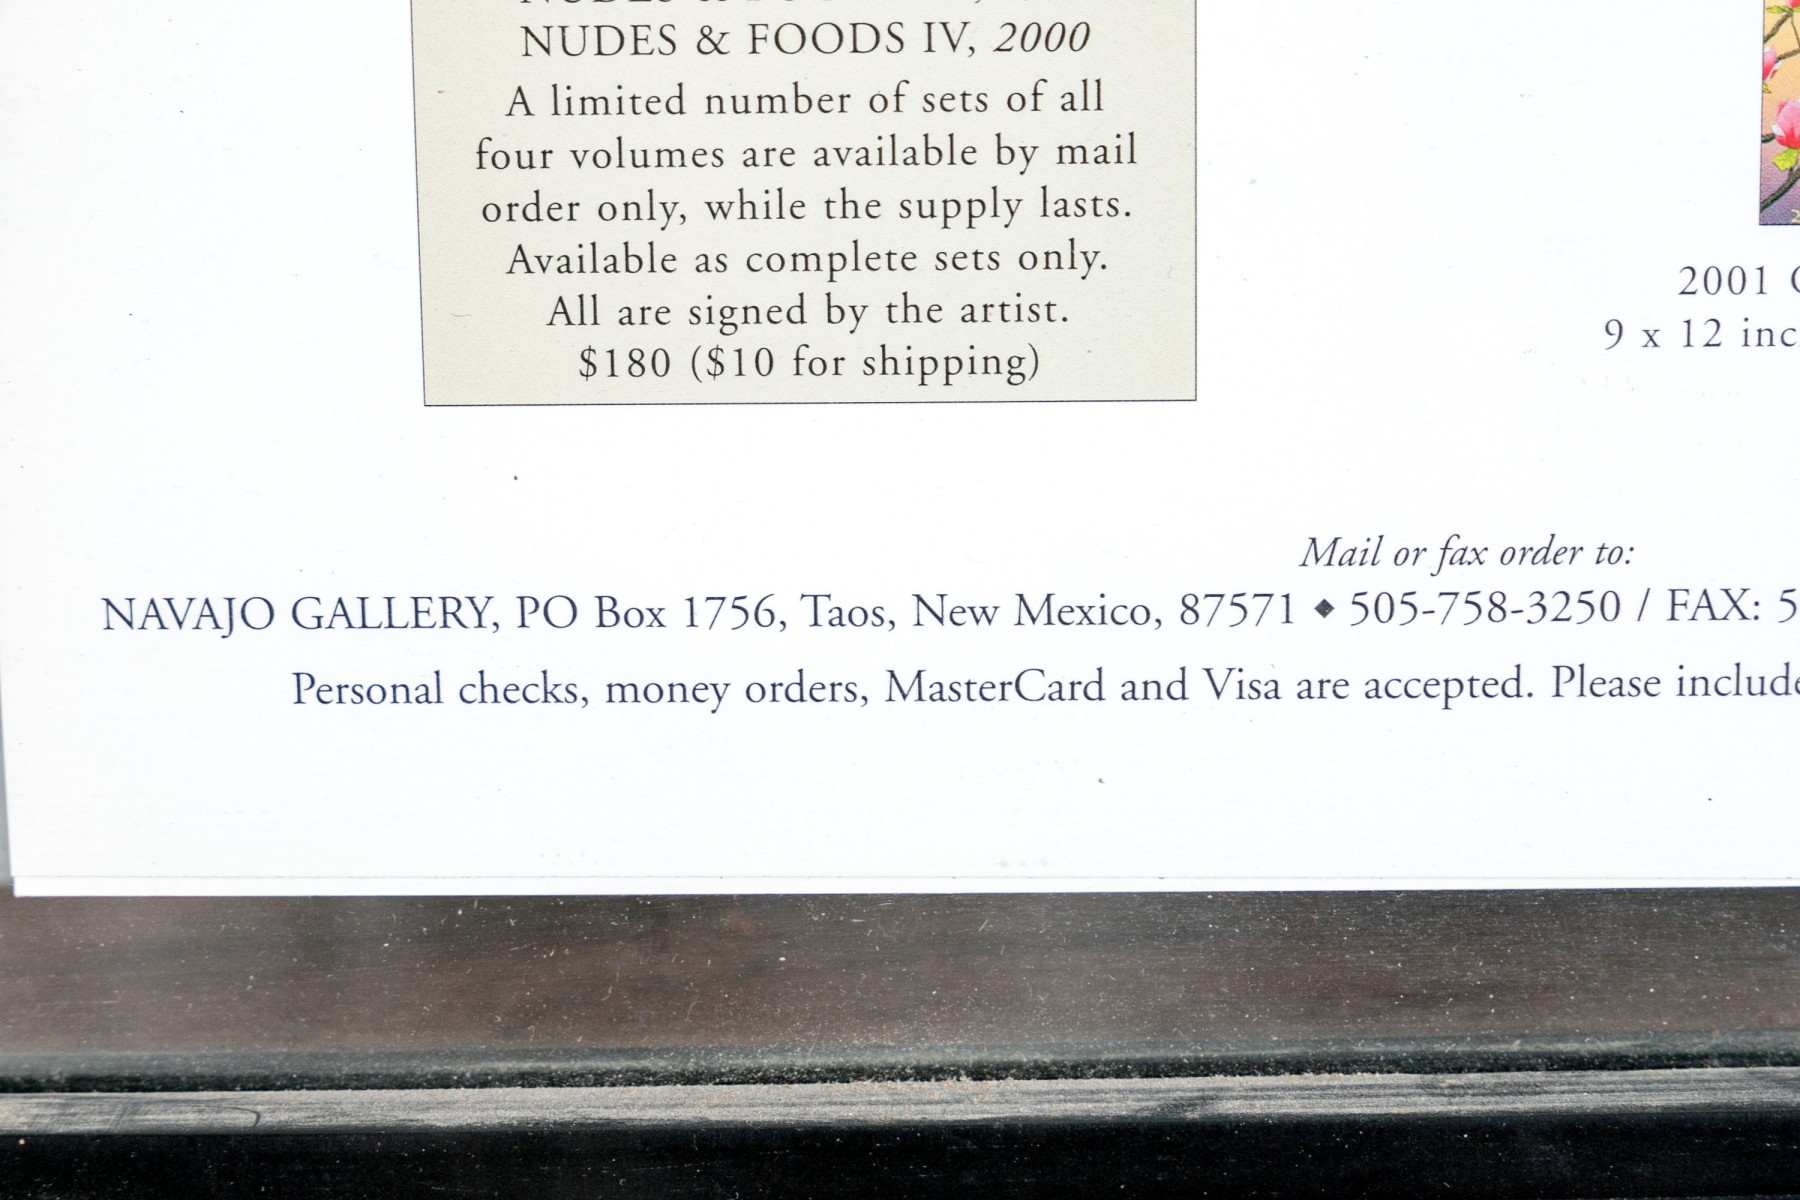 NUDES & FOODS IV, 2000
A limited number of sets of all
four volumes are available by mail
order only, while the supply lasts.
Available as complete sets only.
All are signed by the artist.
$180 ($10 for shipping)
2001
9 x 12
Mail or fax order to:
NAVAJO GALLERY, PO Box 1756, Taos, New Mexico, 87571 ◆ 505-758-3250 / FAX: 5
Personal checks, money orders, MasterCard and Visa are accepted. Please include